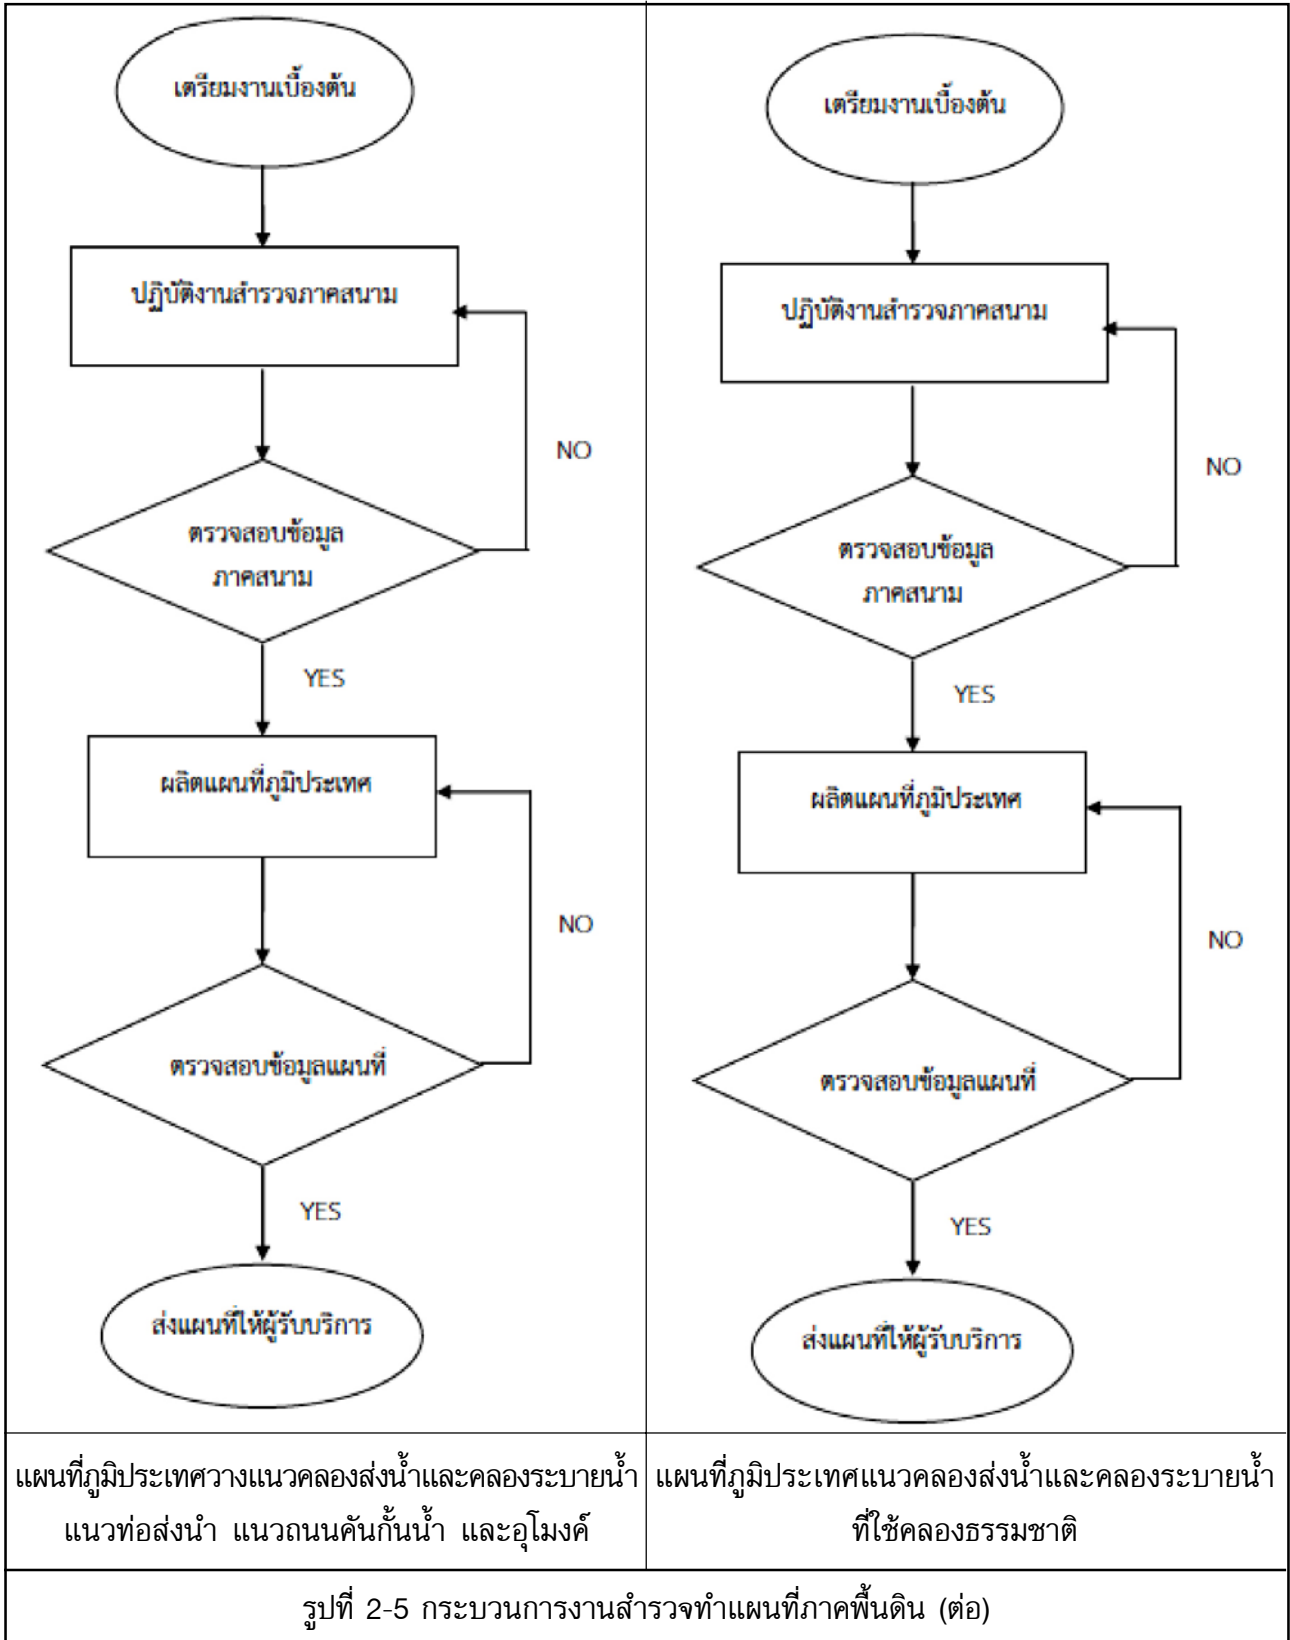 เตรียมงานเบื้องต้น
ปฏิบัติงานสำรวจภาคสนาม
NO
ตรวจสอบข้อมูล
ภาคสนาม
YES
ผลิตแผนที่ภูมิประเทศ
NO
ตรวจสอบข้อมูลแผนที่
YES
ส่งแผนที่ให้ผู้รับบริการ
แผนที่ภูมิประเทศวางแนวคลองส่งน้ำและคลองระบายน้ำ
แนวท่อส่งนำ แนวถนนคันกั้นน้ำ และอุโมงค์
เตรียมงานเบื้องต้น
ปฏิบัติงานสำรวจภาคสนาม
NO
ตรวจสอบข้อมูล
ภาคสนาม
YES
ผลิตแผนที่ภูมิประเทศ
NO
ตรวจสอบข้อมูลแผนที่
YES
ส่งแผนที่ให้ผู้รับบริการ
แผนที่ภูมิประเทศแนวคลองส่งน้ำและคลองระบายน้ำ
ที่ใช้คลองธรรมชาติ
รูปที่ 2-5 กระบวนการงานสำรวจทำแผนที่ภาคพื้นดิน (ต่อ)